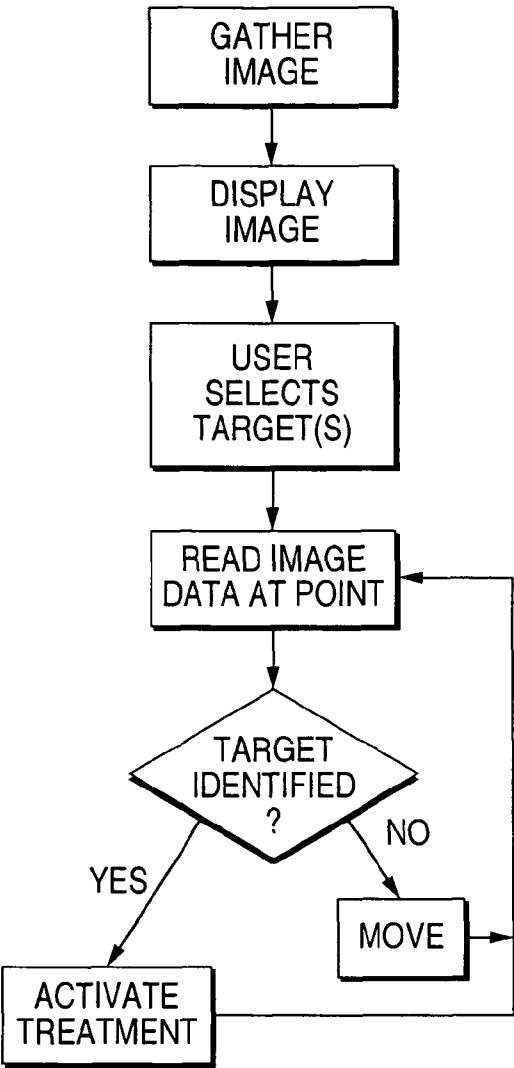 GATHER
IMAGE
DISPLAY
IMAGE
USER
SELECTS
TARGET(S)
READ IMAGE
DATA AT POINT
TARGET
IDENTIFIED
?
NO
YES
MOVE
ACTIVATE
TREATMENT